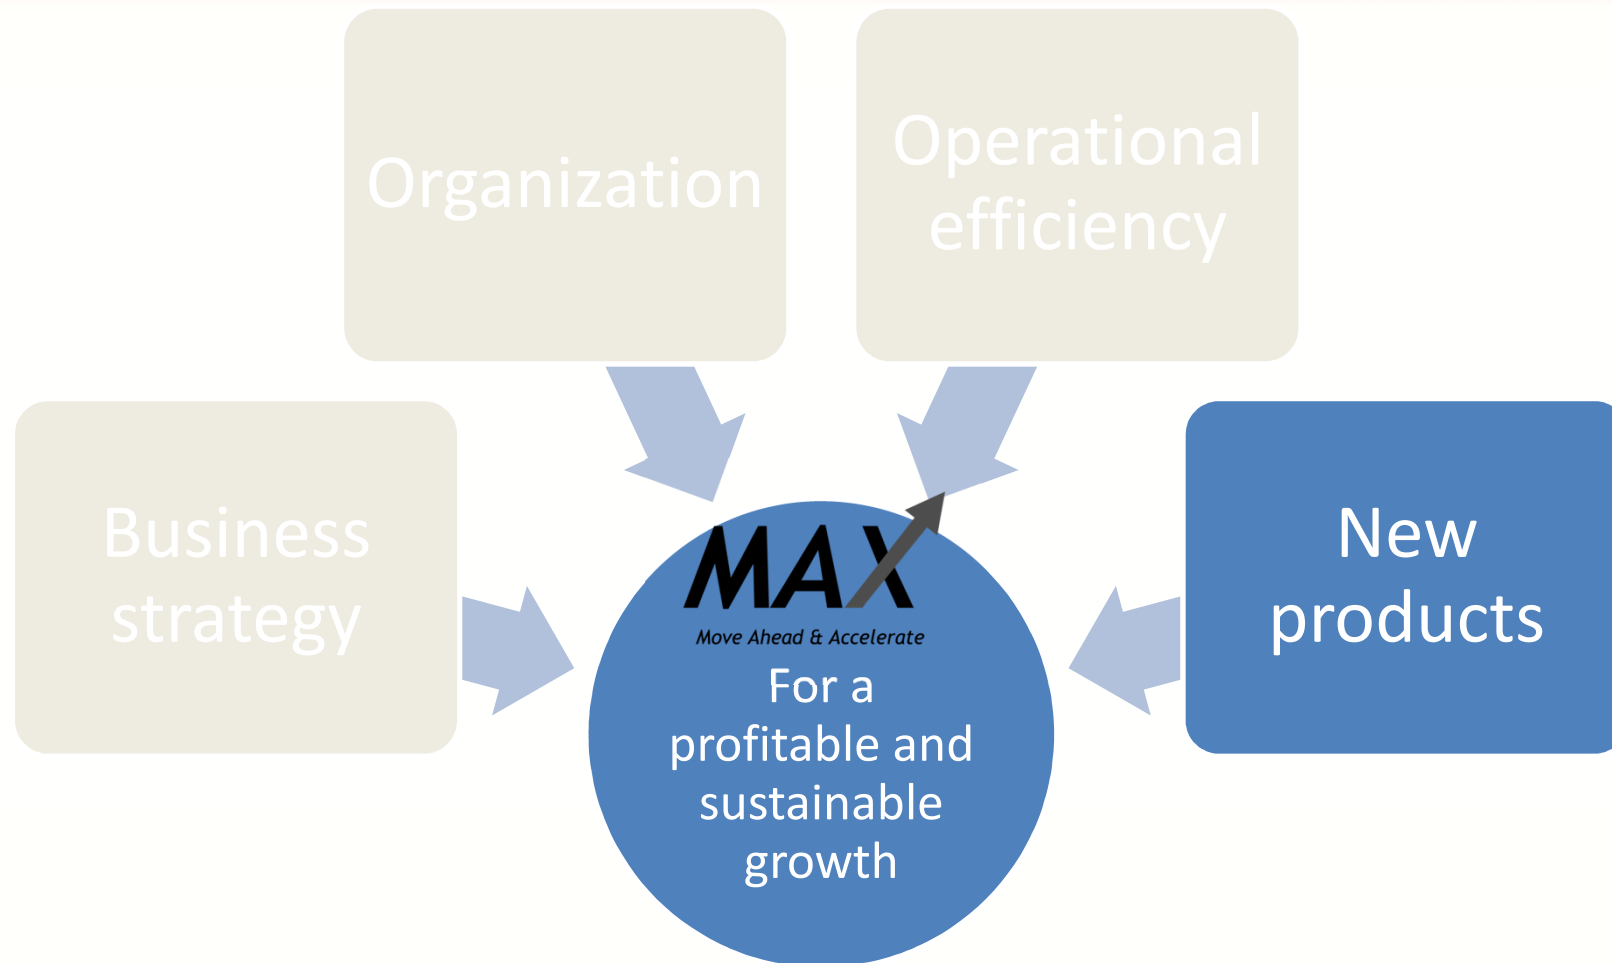 Organization
Operational
efficiency
Business
strategy
New
products
MAX
Move Ahead & Accelerate
For a
profitable and
sustainable
growth